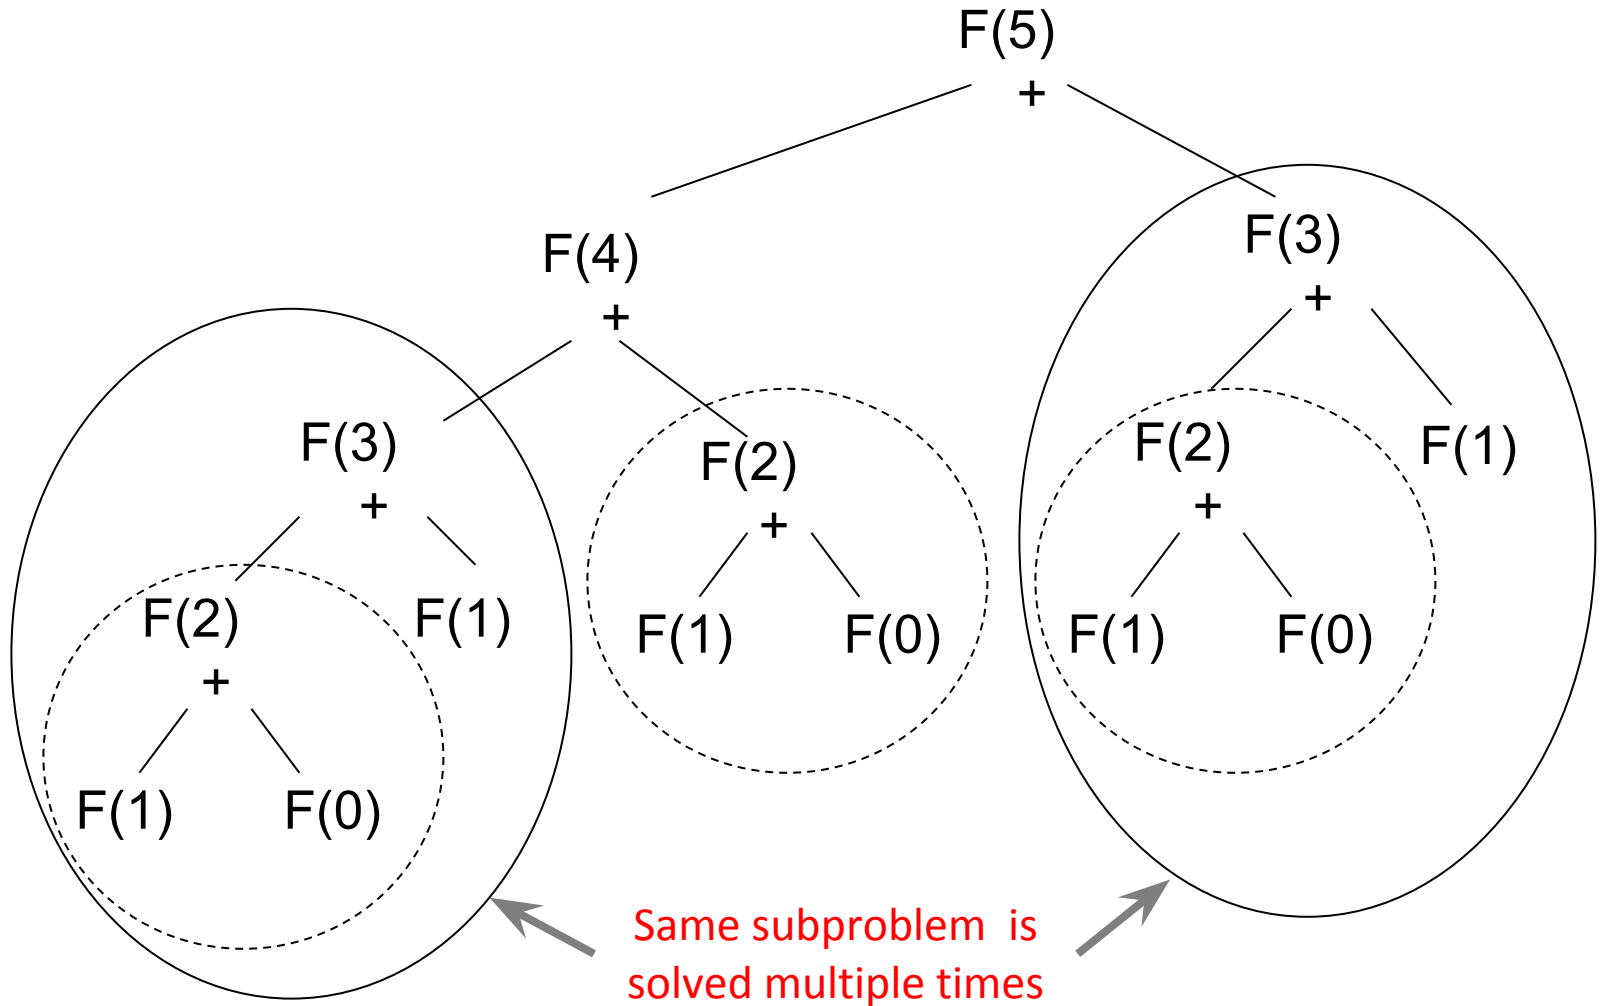 F(5)
+
F(4)
+
F(3)
+
F(3)
+
F(2)
+
F(2)
+
F(1)
F(2)
+
F(1)
F(1)
F(0)
F(1)
F(0)
F(1)
F(0)
Same subproblem is
solved multiple times